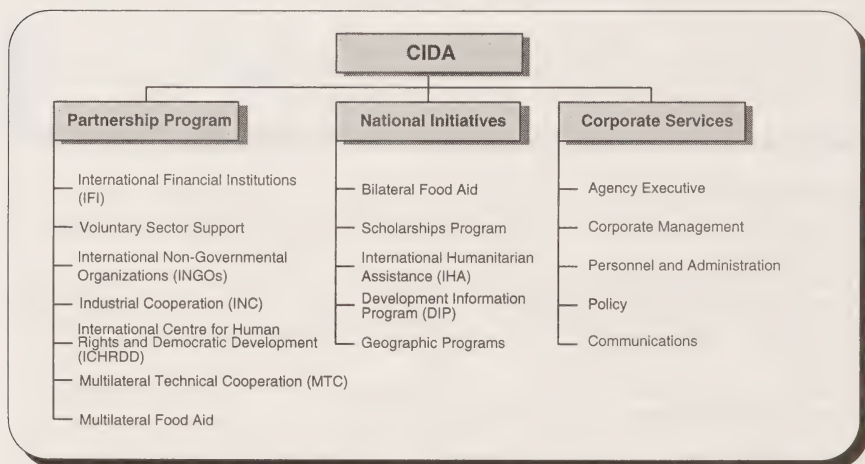 CIDA
Partnership Program
International Financial Institutions
(IFI)
Voluntary Sector Support
International Non-Governmental
Organizations (INGOs)
Industrial Cooperation (INC)
International Centre for Human
Rights and Democratic Development
(ICHRDD)
Multilateral Technical Cooperation (MTC)
Multilateral Food Aid
National Initiatives
Bilateral Food Aid
Scholarships Program
International Humanitarian
Assistance (IHA)
Development Information
Program (DIP)
Geographic Programs
Corporate Services
Agency Executive
Corporate Management
Personnel and Administration
Policy
Communications